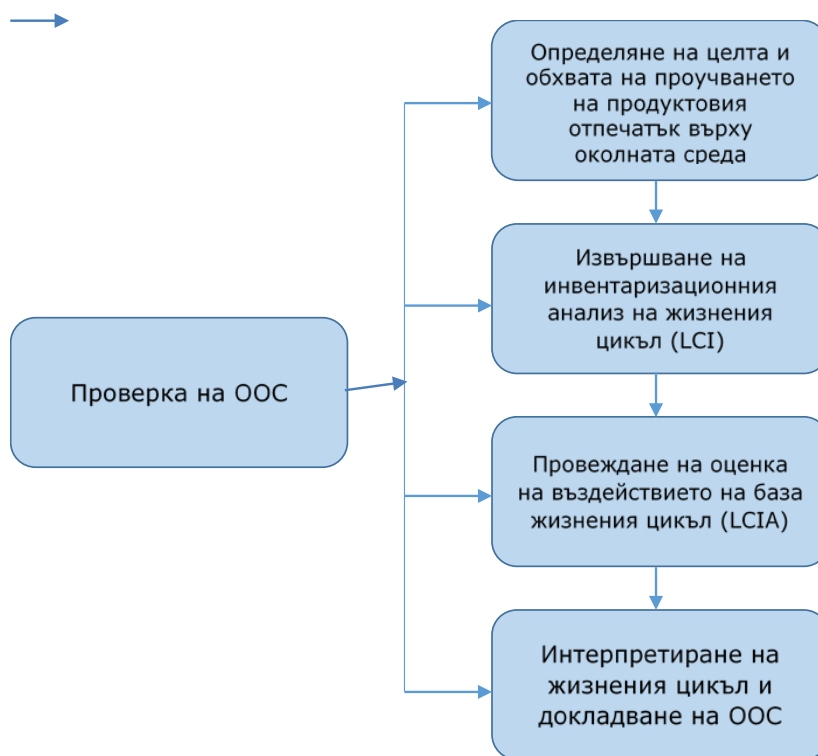 Определяне на целта и
обхвата на проучването
на продуктовия
отпечатък върху
околната среда
Извършване на
инвентаризационния
анализ на жизнения
цикъл (LCI)
Проверка на ООС
Провеждане на оценка
на въздействието на база
жизнения цикъл (LCIA)
Интерпретиране на
жизнения цикъл и
докладване на ООС